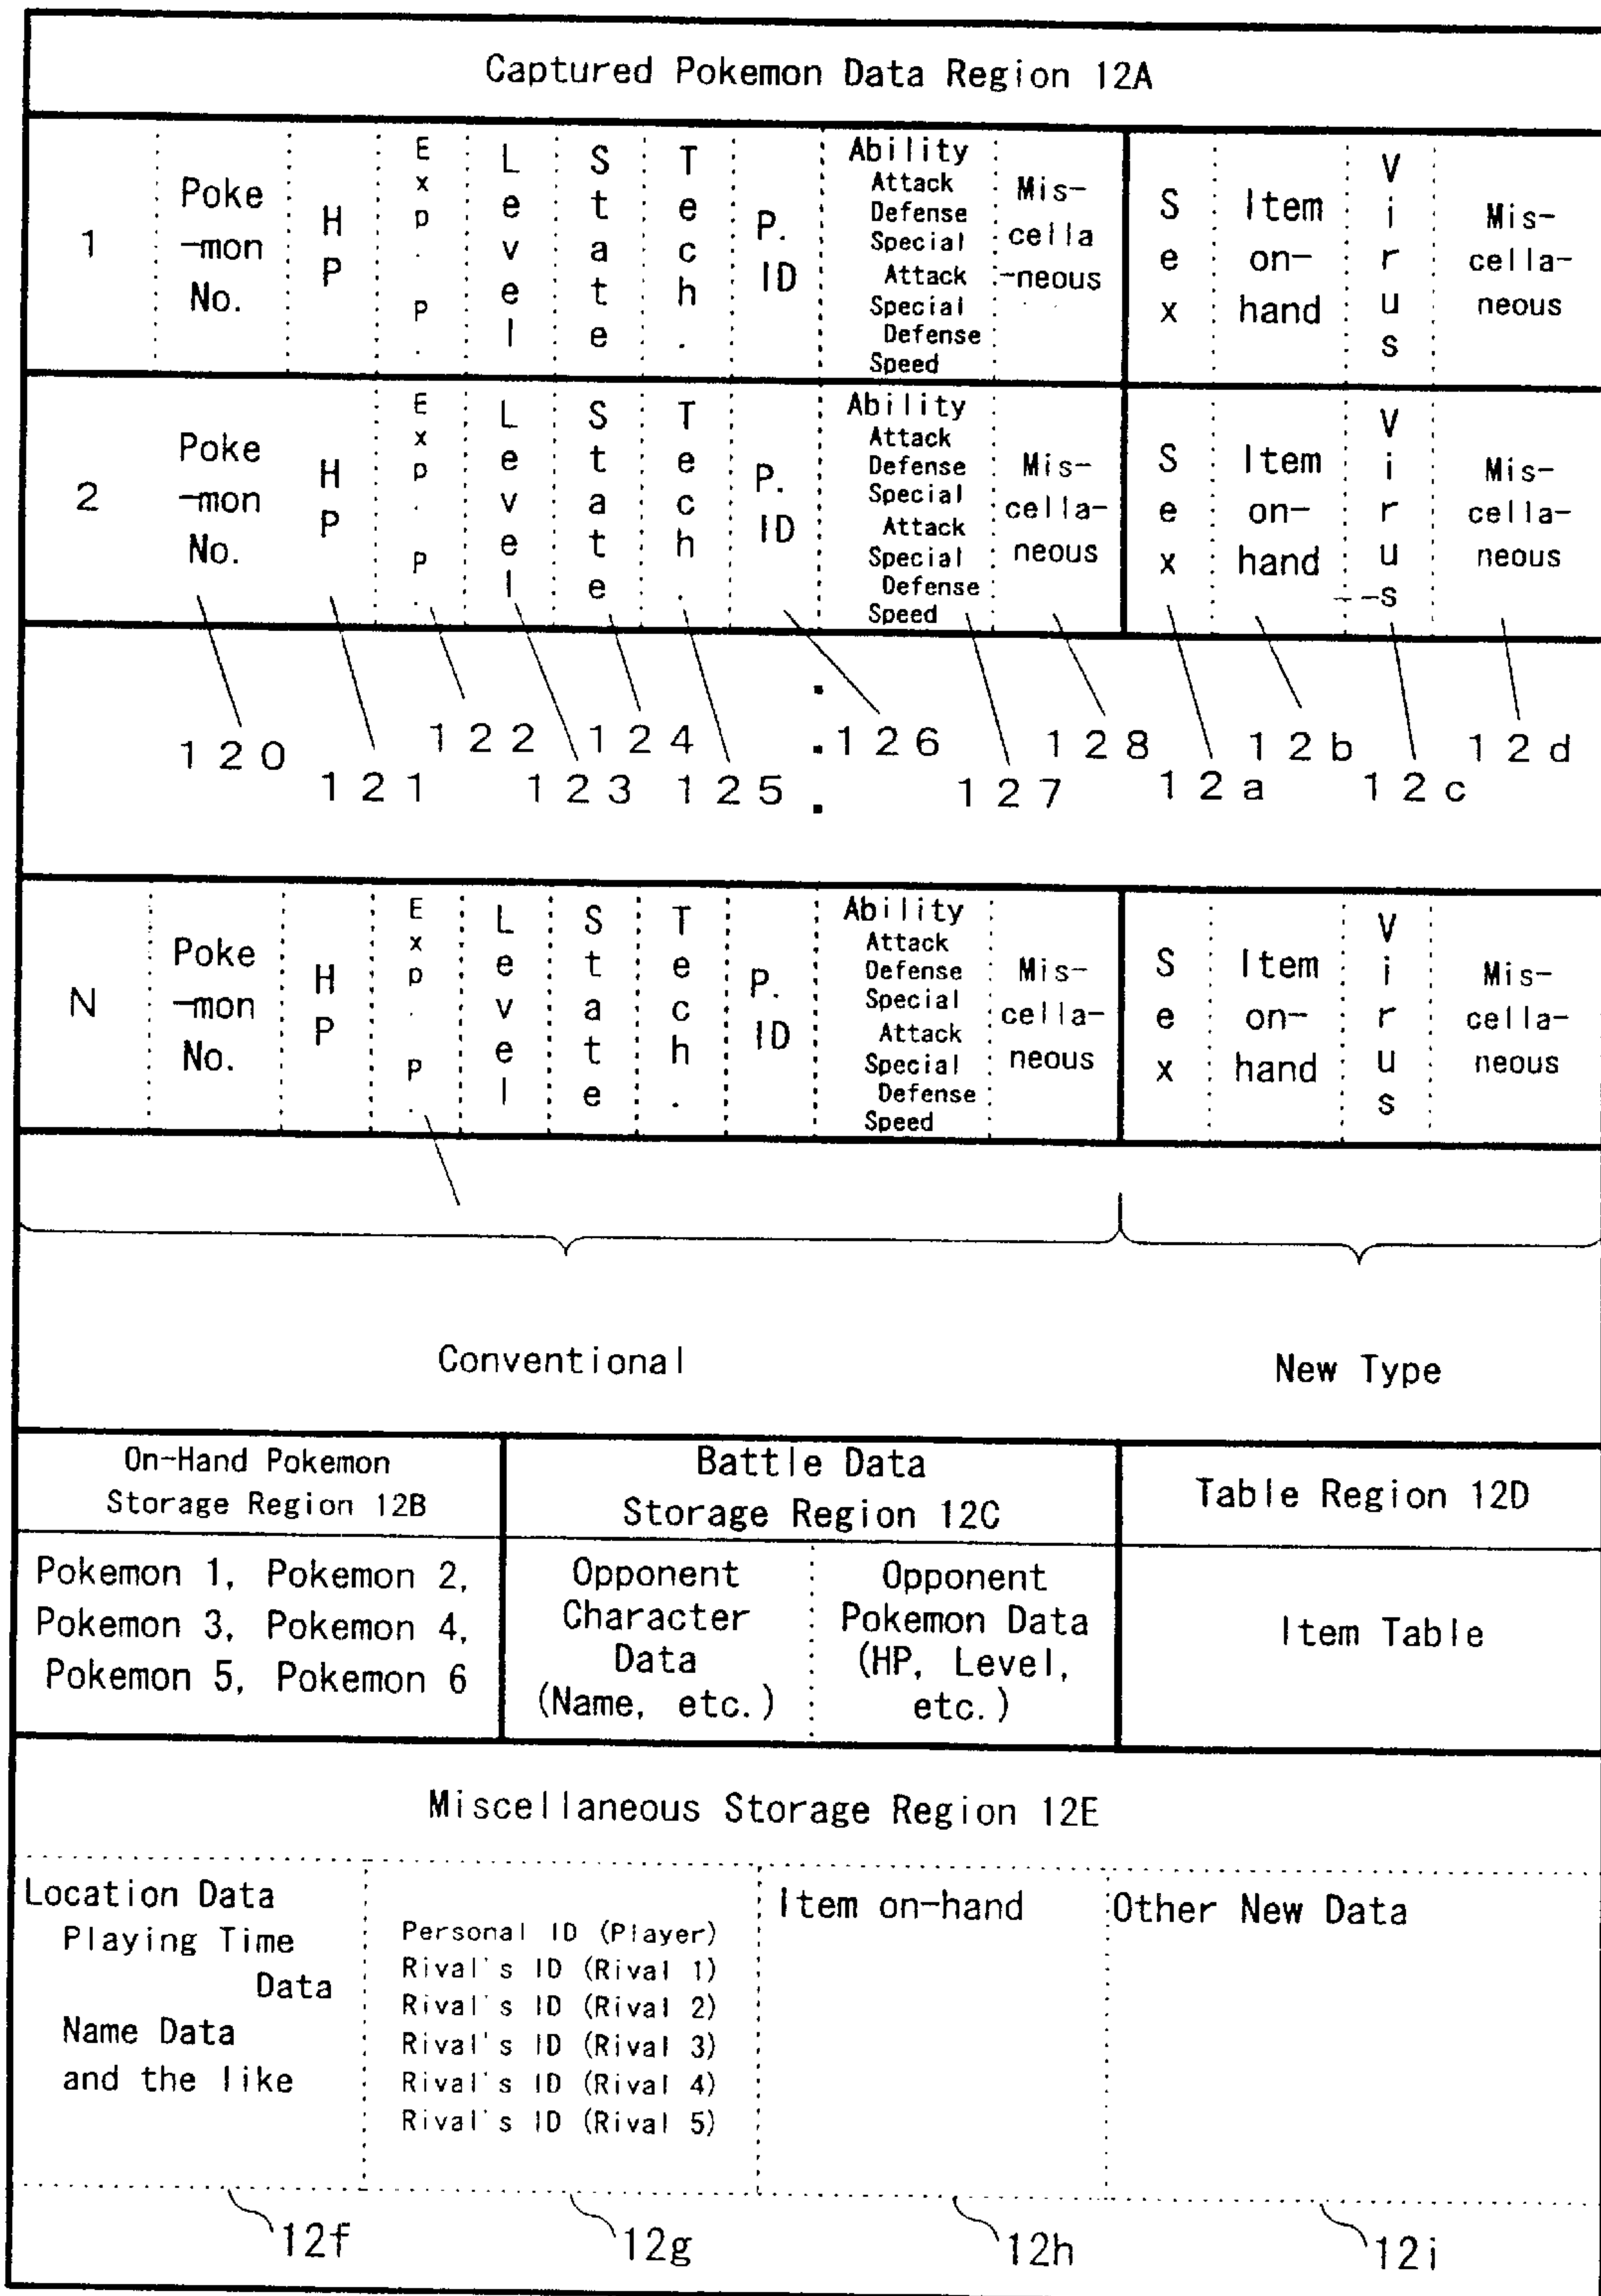 Captured Pokemon Data Region 12A
1
Poke
-mon
No.
HP
Exp. P.
Level
State
Tech.
P.
ID
Ability
Attack
Defense
Special
Attack
Special
Defense
Speed
Mis-
cella
-neous
Sex
Item
on-
hand
Virus
Mis-
cella-
neous
2
Poke
-mon
No.
HP
Exp. P.
Level
State
Tech.
P.
ID
Ability
Attack
Defense
Special
Attack
Special
Defense
Speed
Mis-
cella-
neous
Sex
Item
on-
hand
Virus
Mis-
cella-
neous
120
121
122
123
124
125
126
127
128
12a
12b
12c
12d
N
Poke
-mon
No.
HP
Exp. P.
Level
State
Tech.
P.
ID
Ability
Attack
Defense
Special
Attack
Special
Defense
Speed
Mis-
cella-
neous
Sex
Item
on-
hand
Virus
Mis-
cella-
neous
Conventional
New Type
On-Hand Pokemon
Storage Region 12B
Pokemon 1, Pokemon 2,
Pokemon 3, Pokemon 4,
Pokemon 5, Pokemon 6
Battle Data
Storage Region 12C
Opponent
Character
Data
(Name, etc.)
Opponent
Pokemon Data
(HP, Level,
etc.)
Table Region 12D
Item Table
Miscellaneous Storage Region 12E
Location Data
Playing Time
Data
Name Data
and the like
Personal ID (Player)
Rival's ID (Rival 1)
Rival's ID (Rival 2)
Rival's ID (Rival 3)
Rival's ID (Rival 4)
Rival's ID (Rival 5)
Item on-hand
Other New Data
12f
12g
12h
12i